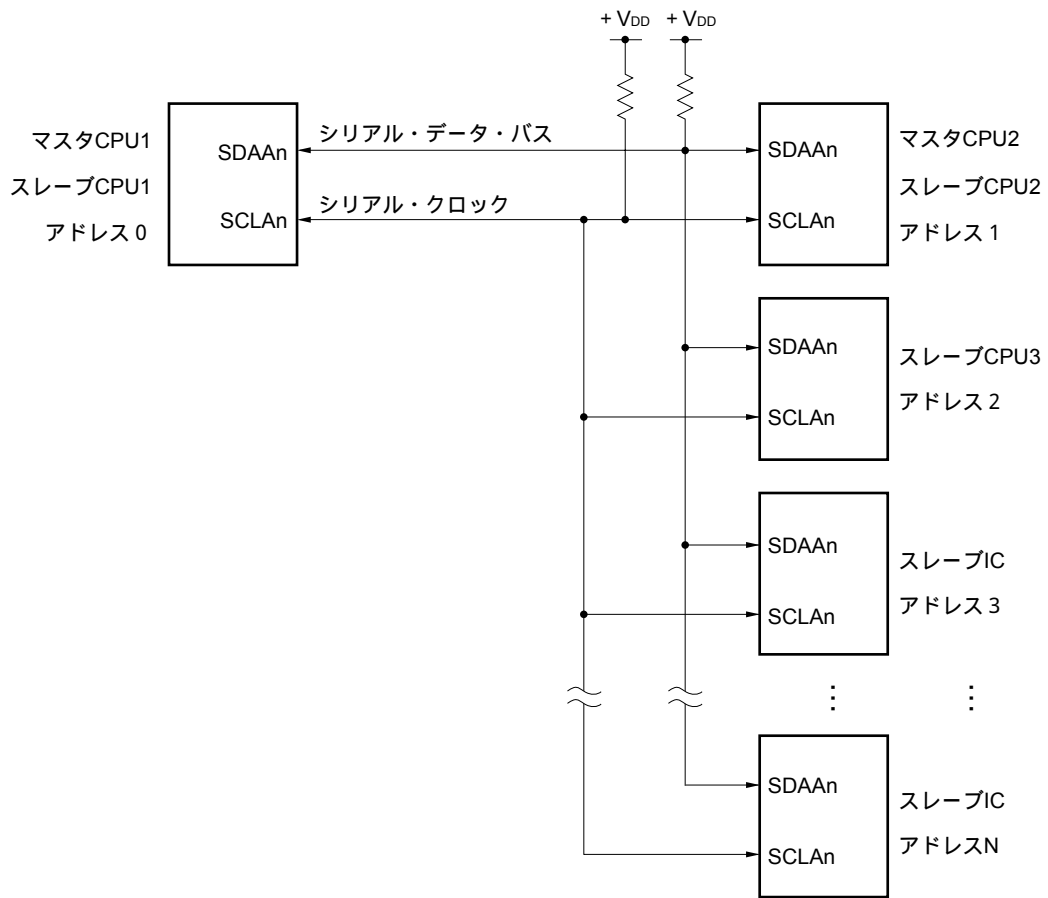 + VDD
+ VDD
マスタCPU1
スレーブCPU1
アドレス 0
SDAAn
SCLAn
シリアル・データ・バス
シリアル・クロック
SDAAn
SCLAn
マスタCPU2
スレーブCPU2
アドレス 1
SDAAn
SCLAn
スレーブCPU3
アドレス 2
SDAAn
SCLAn
スレーブIC
アドレス 3
SDAAn
SCLAn
スレーブIC
アドレスN